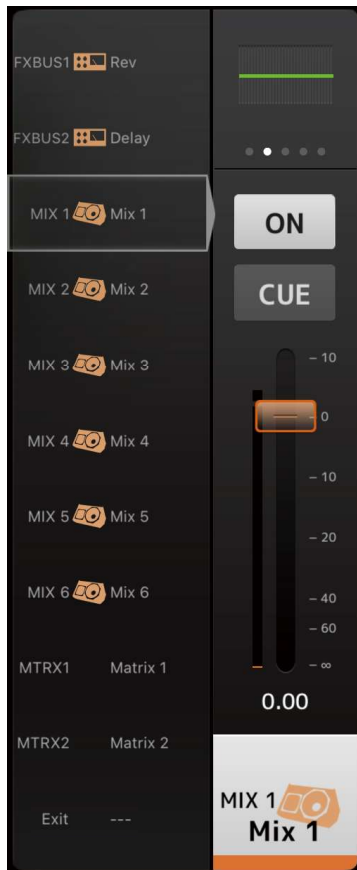 FXBUS1 Rev
FXBUS2 Delay
MIX 1 Mix 1
MIX 2 Mix 2
MIX 3 Mix 3
MIX 4 Mix 4
MIX 5 Mix 5
MIX 6 Mix 6
MTRX1 Matrix 1
MTRX2 Matrix 2
Exit ---
ON
CUE
10
0
10
20
40
60
∞
0.00
MIX 1
Mix 1